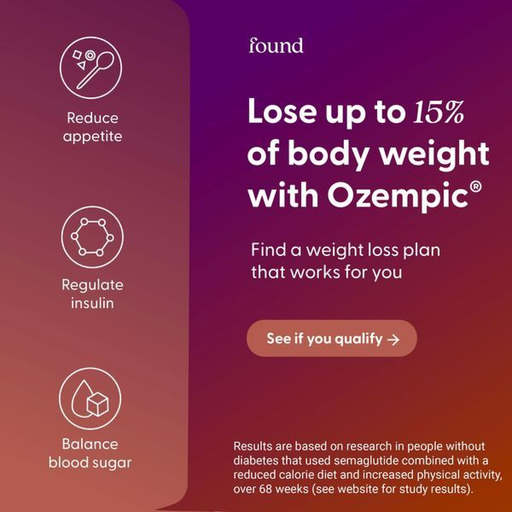 Reduce
appetite
Regulate
insulin
Balance
blood sugar
found
Lose up to 15%
of body weight
with Ozempic®
Find a weight loss plan
that works for you
See if you qualify →
Results are based on research in people without
diabetes that used semaglutide combined with a
reduced calorie diet and increased physical activity,
over 68 weeks (see website for study results).